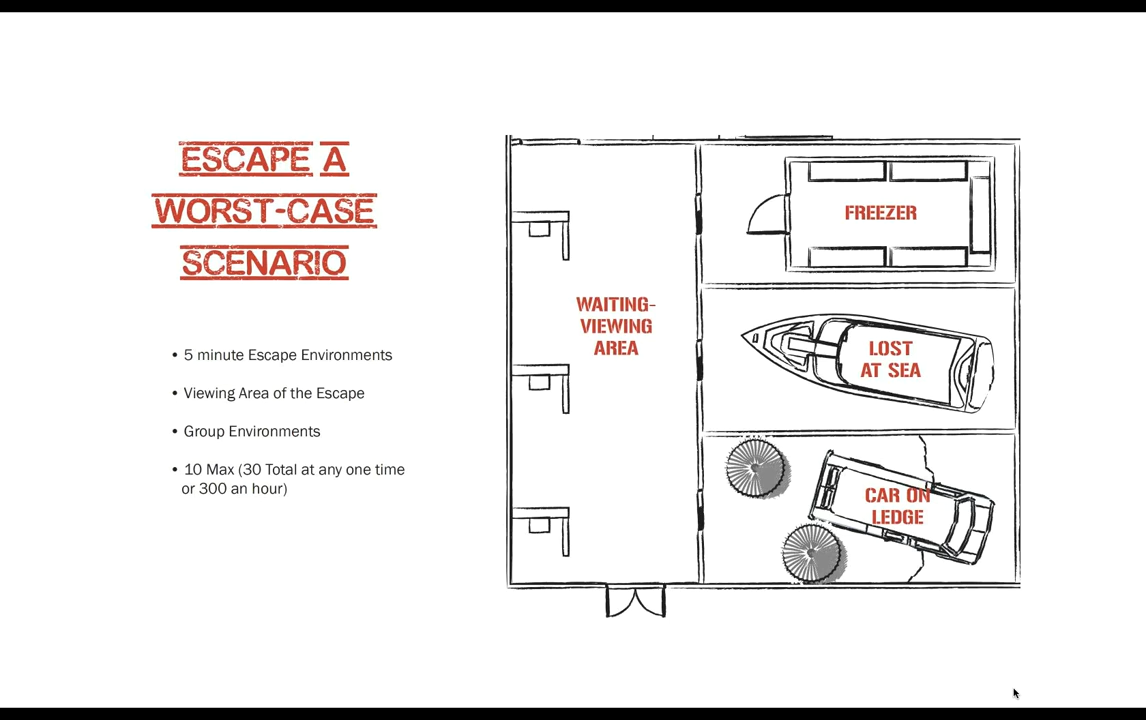 ESCAPE A
WORST-CASE
SCENARIO
• 5 minute Escape Environments
• Viewing Area of the Escape
• Group Environments
• 10 Max (30 Total at any one time
or 300 an hour)
WAITING-
VIEWING
AREA
FREEZER
LOST
AT SEA
CAR ON
LEDGE